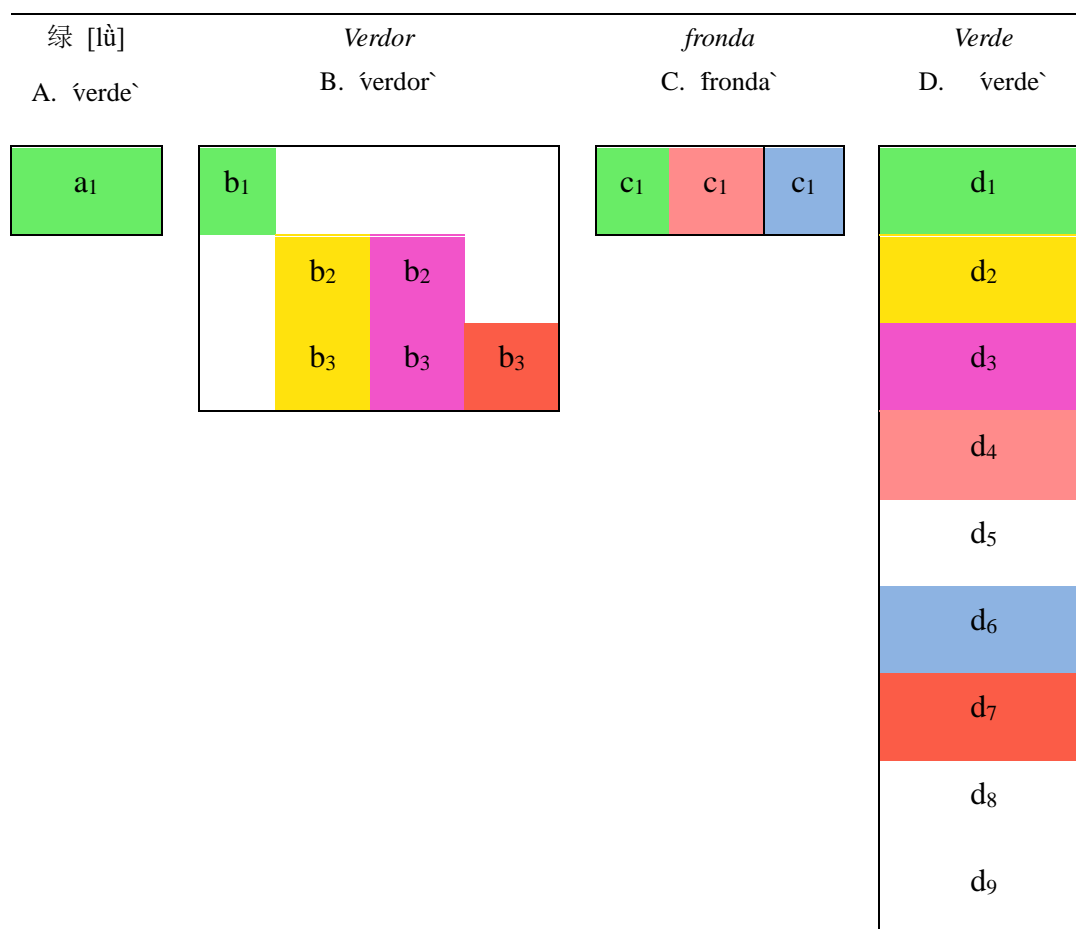 绿 [lǜ] Verdor fronda Verde
A. ´verde` B. ´verdor` C. ´fronda` D. ´verde`
a₁ b₁ c₁ c₁ c₁ d₁
b₂ b₂ d₂
b₃ b₃ b₃ d₃
d₄
d₅
d₆
d₇
d₈
d₉